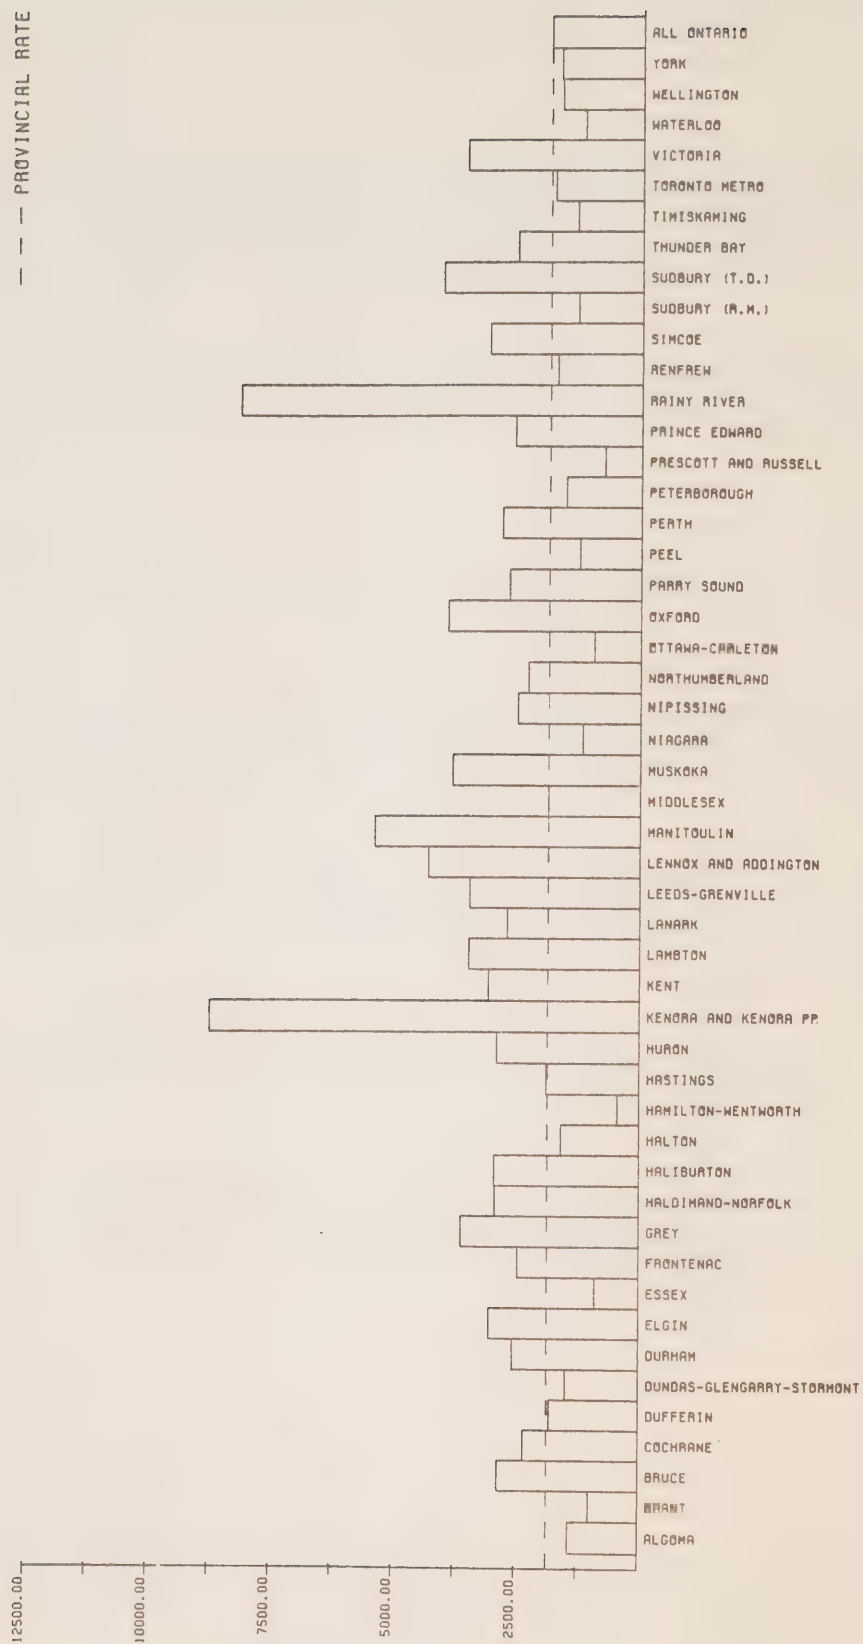 — — — PROVINCIAL RATE
ALL ONTARIO
YORK
WELLINGTON
WATERLOO
VICTORIA
TORONTO METRO
TIMISKAMING
THUNDER BAY
SUDBURY (T.D.)
SUDBURY (R.M.)
SIMCOE
RENFREW
RAINY RIVER
PRINCE EDWARD
PRESCOTT AND RUSSELL
PETERBOROUGH
PERTH
PEEL
PARRY SOUND
OXFORD
OTTAWA-CARLETON
NORTHUMBERLAND
NIPISSING
NIAGARA
MUSKOKA
MIDDLESEX
MANITOULIN
LENNOX AND ADDINGTON
LEEDS-GRENVILLE
LANARK
LAMBTON
KENT
KENORA AND KENORA PP.
HURON
HASTINGS
HAMILTON-WENTWORTH
HALTON
HALIBURTON
HALDIMAND-NORFOLK
GREY
FRONTENAC
ESSEX
ELGIN
DURHAM
DUNDAS-GLENGARRY-STORMONT
DUFFERIN
COCHRANE
BRUCE
BRANT
ALGOMA
12500.00
10000.00
7500.00
5000.00
2500.00